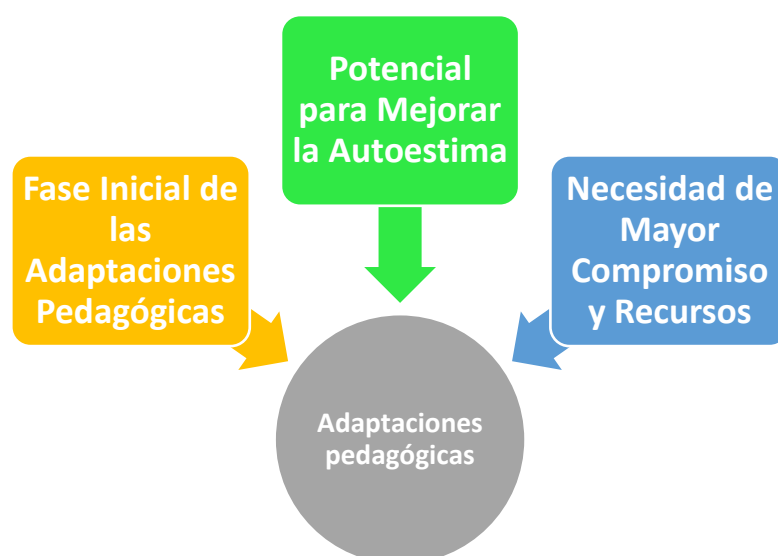 Potencial
para Mejorar
la Autoestima
Fase Inicial de
las
Adaptaciones
Pedagógicas
Necesidad de
Mayor
Compromiso
y Recursos
Adaptaciones
pedagógicas